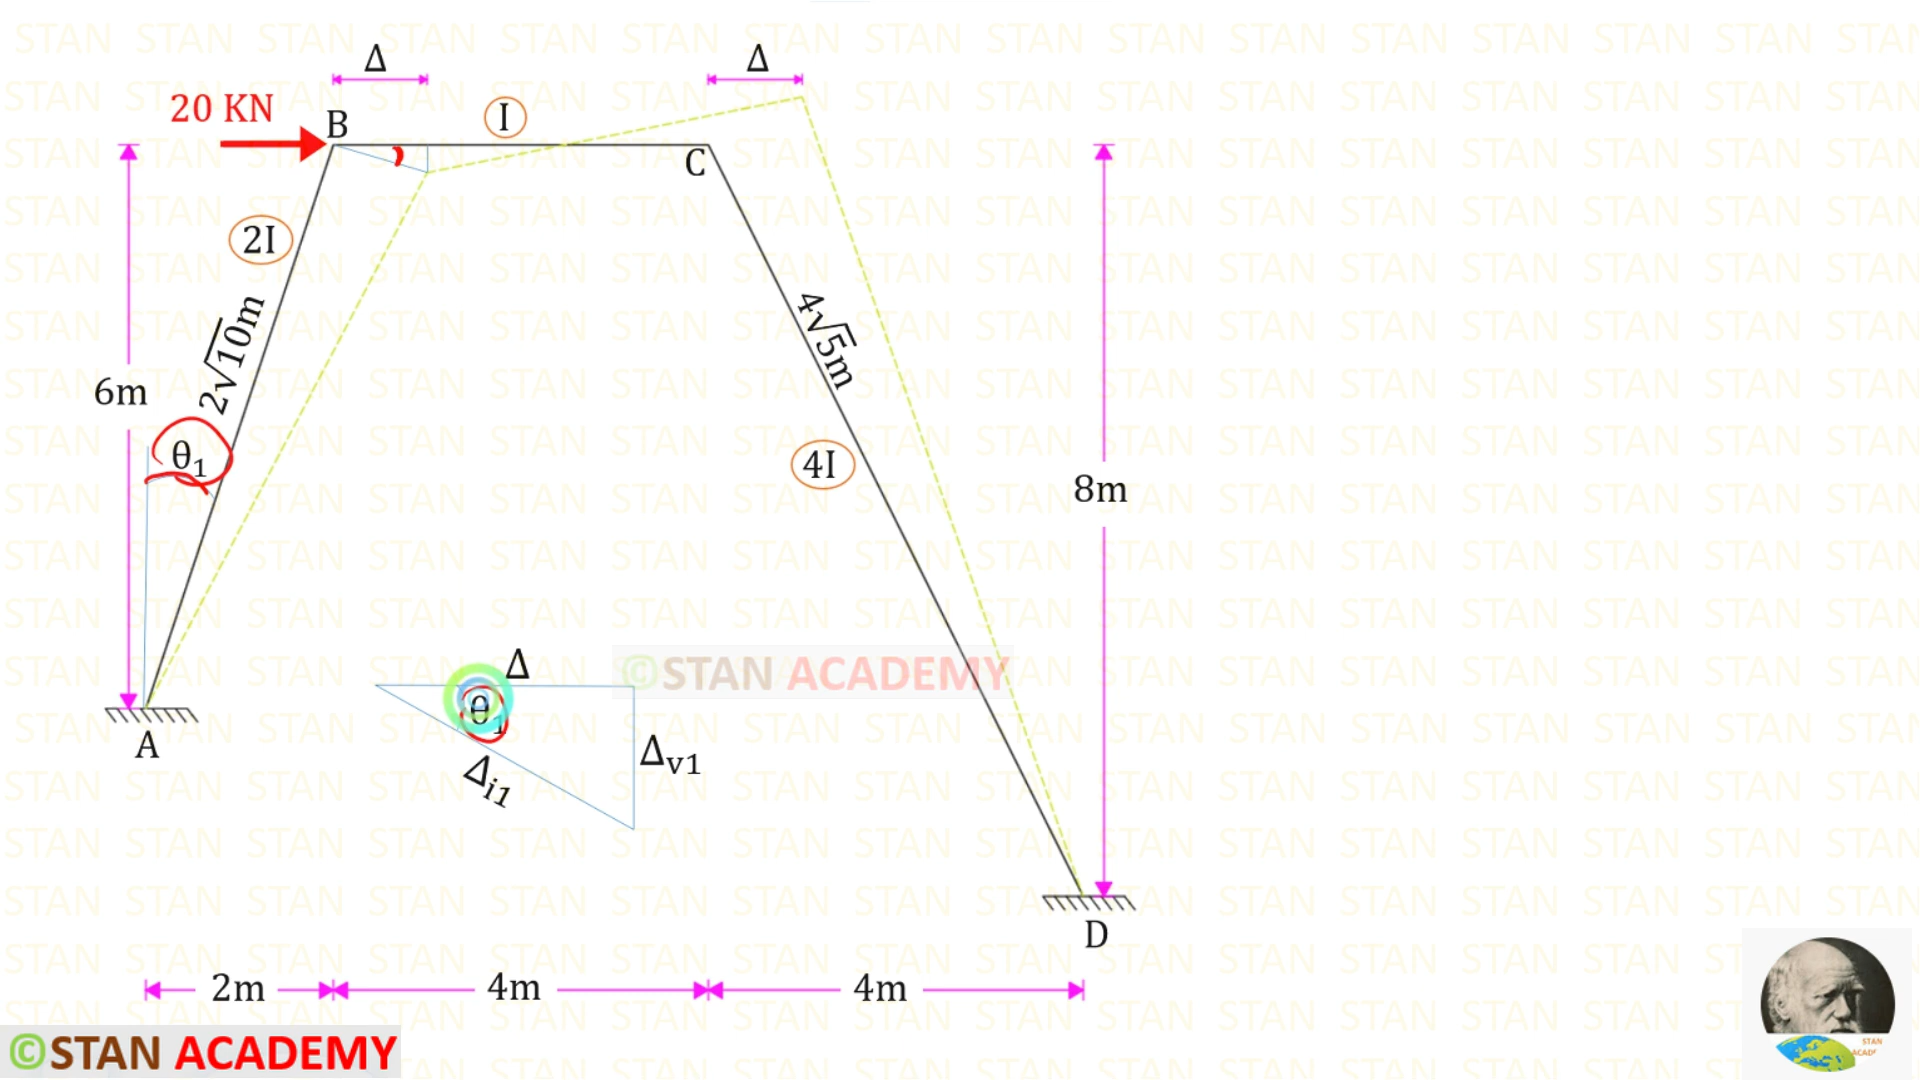 Δ
Δ
20 KN
B
I
C
2I
2√10m
4√5m
6m
θ1
4I
8m
©STAN ACADEMY
Δ
θ1
Δv1
Δi1
A
D
2m
4m
4m
©STAN ACADEMY
STAN